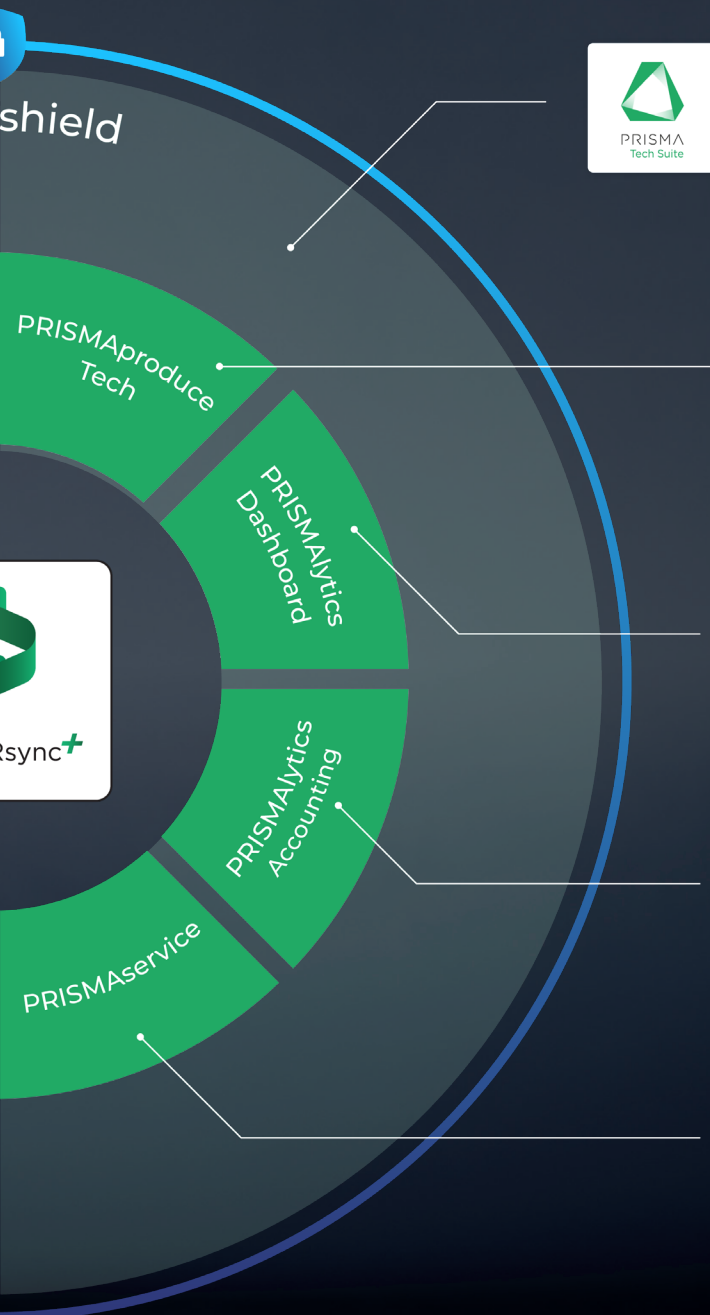 shield
PRISMA
Tech Suite
PRISMAproduce
Tech
PRISMAlytics
Dashboard
Rsync+
PRISMAlytics
Accounting
PRISMAservice